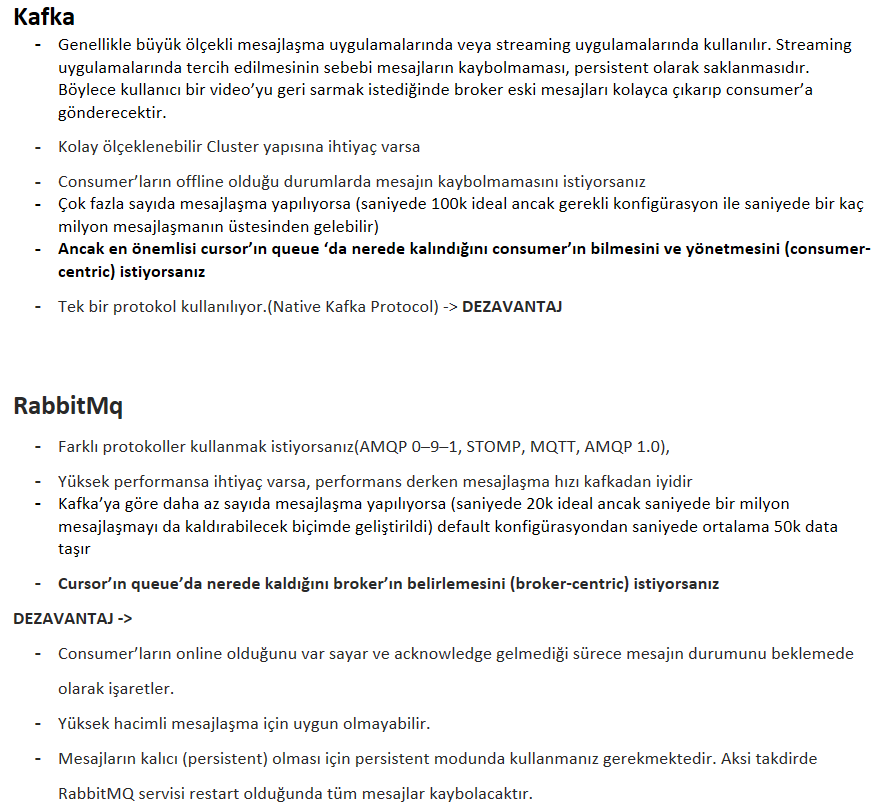 Kafka
- Genellikle büyük ölçekli mesajlaşma uygulamalarında veya streaming uygulamalarında kullanılır. Streaming
uygulamalarında tercih edilmesinin sebebi mesajların kaybolmaması, persistent olarak saklanmasıdır.
Böylece kullanıcı bir video’yu geri sarmak istediğinde broker eski mesajları kolayca çıkarıp consumer’a
gönderecektir.
- Kolay ölçeklenebilir Cluster yapısına ihtiyaç varsa
- Consumer’ların offline olduğu durumlarda mesajın kaybolmamasını istiyorsanız
- Çok fazla sayıda mesajlaşma yapılıyorsa (saniyede 100k ideal ancak gerekli konfigürasyon ile saniyede bir kaç
milyon mesajlaşmanın üstesinden gelebilir)
- Ancak en önemlisi cursor’ın queue ‘da nerede kalındığını consumer’ın bilmesini ve yönetmesini (consumer-
centric) istiyorsanız
- Tek bir protokol kullanılıyor.(Native Kafka Protocol) -> DEZAVANTAJ
RabbitMq
- Farklı protokoller kullanmak istiyorsanız(AMQP 0–9–1, STOMP, MQTT, AMQP 1.0),
- Yüksek performansa ihtiyaç varsa, performans derken mesajlaşma hızı kafkadan iyidir
- Kafka’ya göre daha az sayıda mesajlaşma yapılıyorsa (saniyede 20k ideal ancak saniyede bir milyon
mesajlaşmayı da kaldırabilecek biçimde geliştirildi) default konfigürasyondan saniyede ortalama 50k data
taşır
- Cursor’ın queue’da nerede kaldığını broker’ın belirlemesini (broker-centric) istiyorsanız
DEZAVANTAJ ->
- Consumer’ların online olduğunu var sayar ve acknowledge gelmediği sürece mesajın durumunu beklemede
olarak işaretler.
- Yüksek hacimli mesajlaşma için uygun olmayabilir.
- Mesajların kalıcı (persistent) olması için persistent modunda kullanmanız gerekmektedir. Aksi takdirde
RabbitMQ servisi restart olduğunda tüm mesajlar kaybolacaktır.